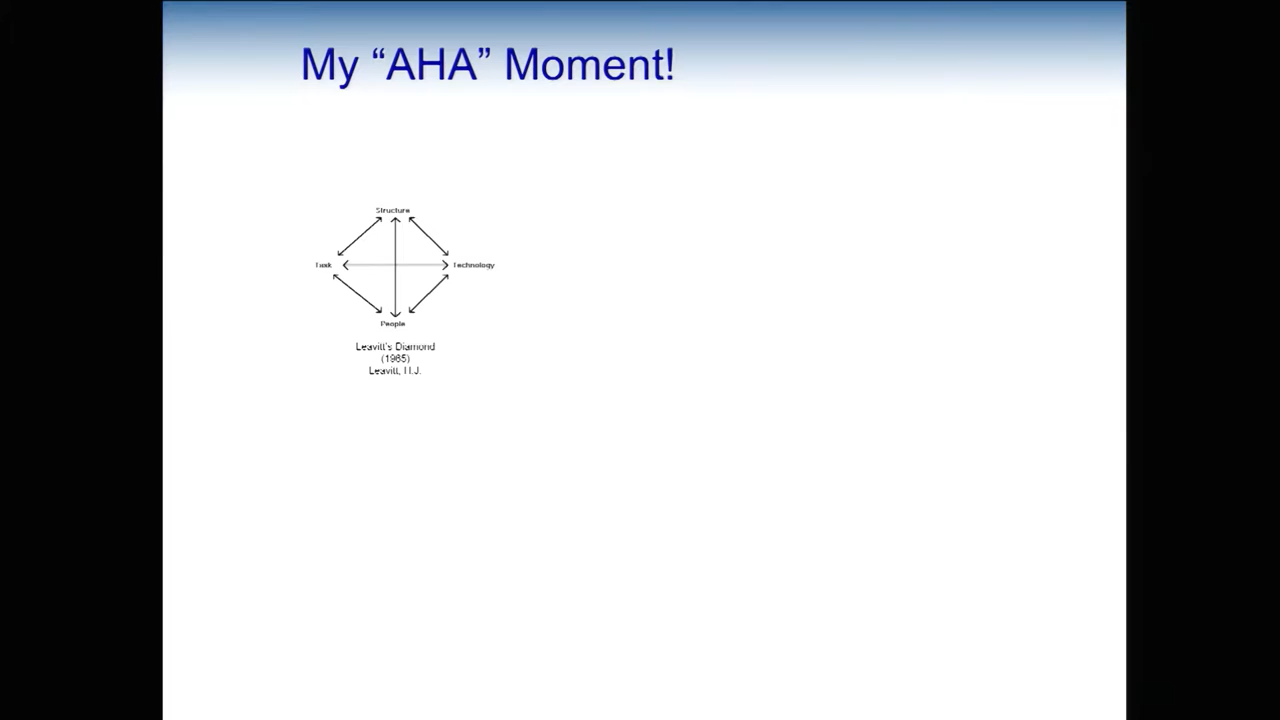 My “AHA” Moment!
Structure
Task
Technology
People
Leavitt's Diamond
(1965)
Leavitt, H.J.